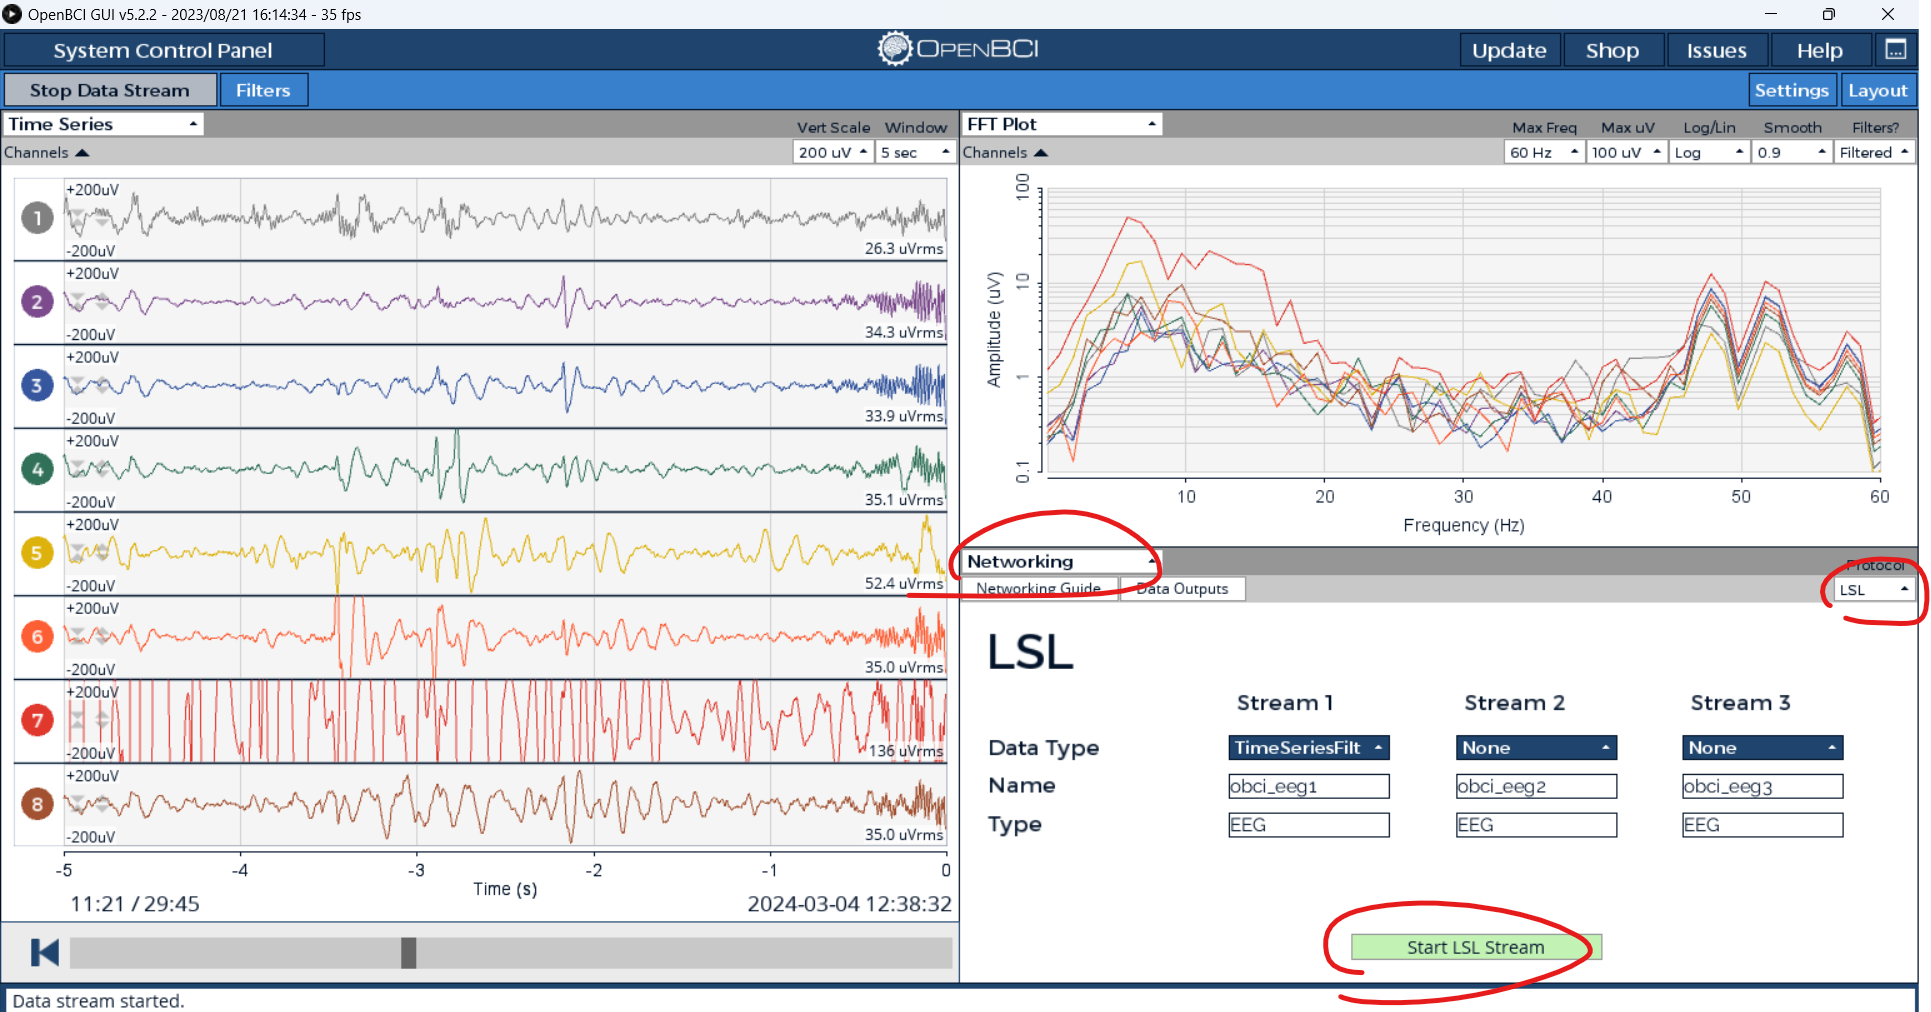 OpenBCI GUI v5.2.2 - 2023/08/21 16:14:34 - 35 fps
System Control Panel
OPENBCI
Update Shop Issues Help
Stop Data Stream Filters
Settings Layout
Time Series
Vert Scale Window
Channels
200 uV 5 sec
+200uV
1
-200uV
26.3 uVrms
+200uV
2
-200uV
34.3 uVrms
+200uV
3
-200uV
33.9 uVrms
+200uV
4
-200uV
35.1 uVrms
+200uV
5
-200uV
52.4 uVrms
+200uV
6
-200uV
35.0 uVrms
+200uV
7
-200uV
136 uVrms
+200uV
8
-200uV
35.0 uVrms
-5 -4 -3 -2 -1 0
Time (s)
11:21 / 29:45
2024-03-04 12:38:32
FFT Plot
Max Freq Max uV Log/Lin Smooth Filters?
Channels
60 Hz 100 uV Log 0.9 Filtered
100
10
1
0.1
Amplitude (uV)
10 20 30 40 50 60
Frequency (Hz)
Networking
Protocol
Networking Guide Data Outputs
LSL
LSL
Stream 1 Stream 2 Stream 3
Data Type TimeSeriesFilt None None
Name obci_eeg1 obci_eeg2 obci_eeg3
Type EEG EEG EEG
Start LSL Stream
Data stream started.